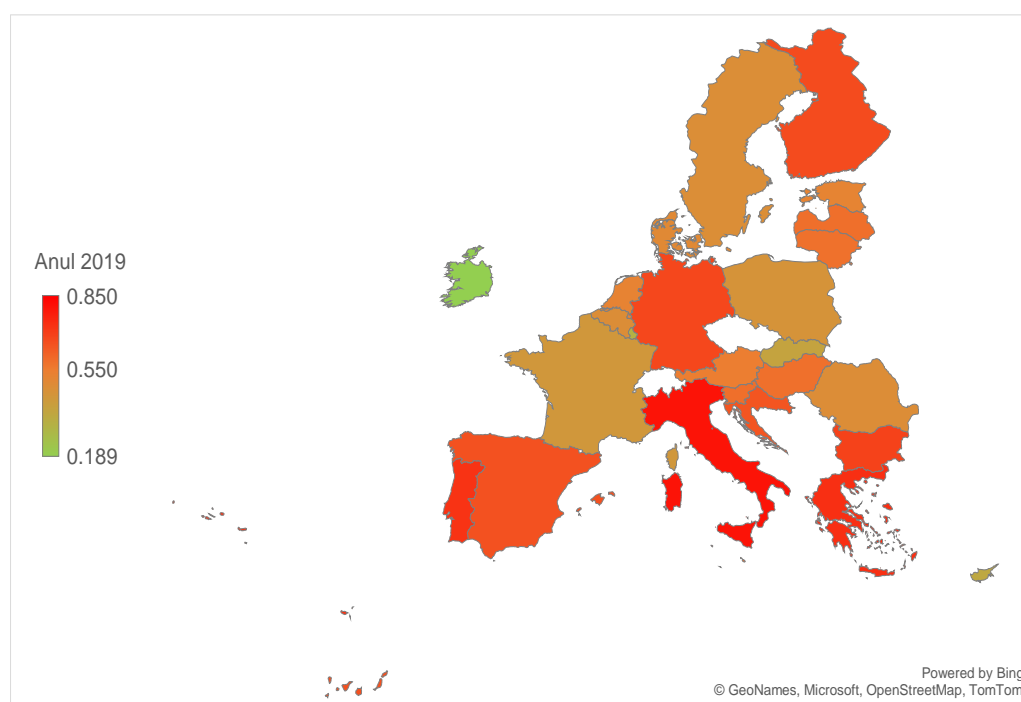 Anul 2019
0.850
0.550
0.189
Powered by Bing
© GeoNames, Microsoft, OpenStreetMap, TomTom